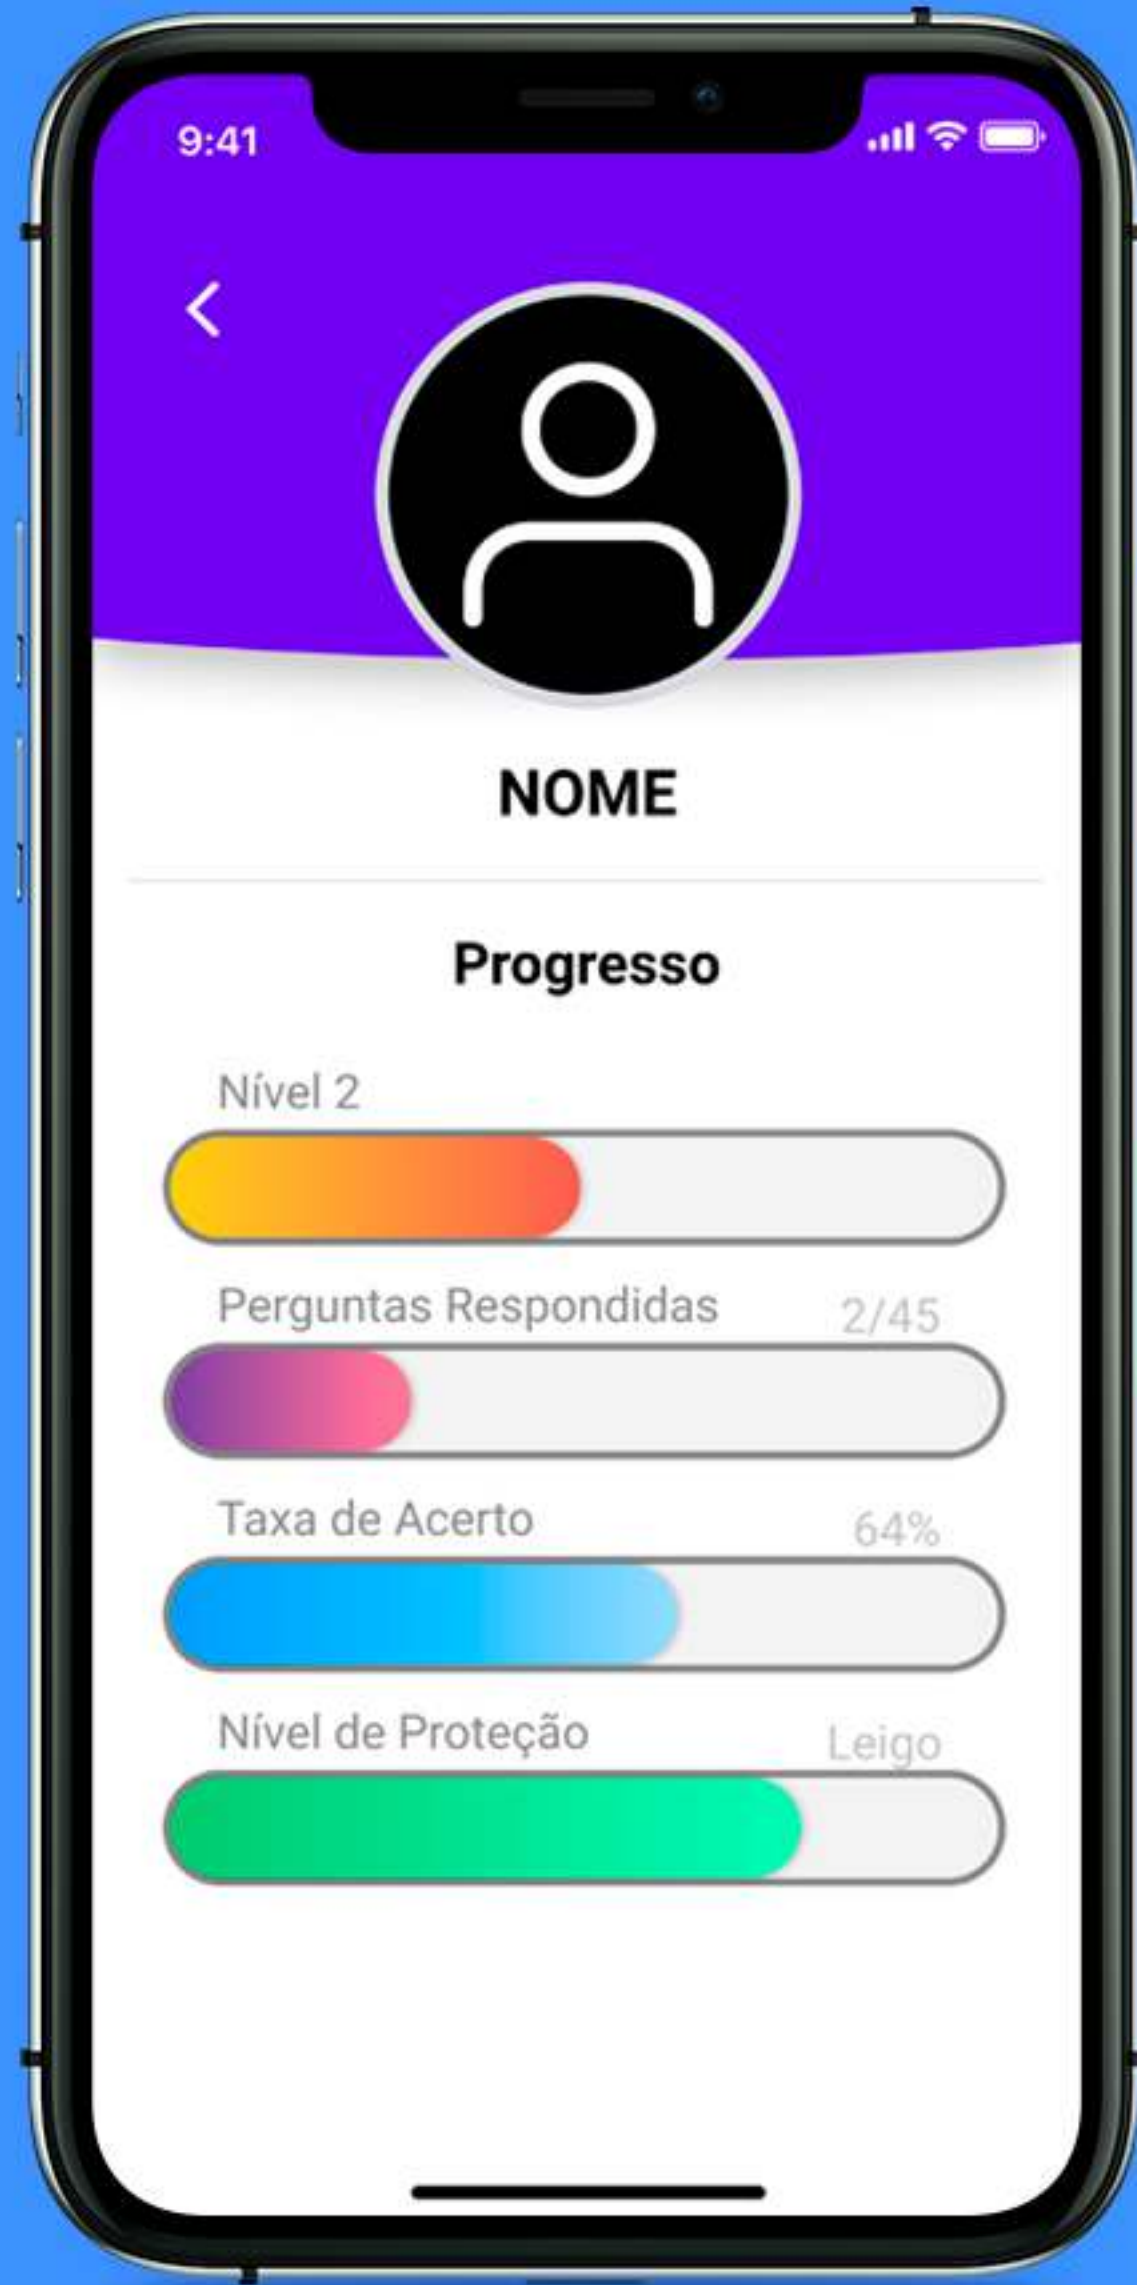 9:41
NOME
Progresso
Nível 2
Perguntas Respondidas 2/45
Taxa de Acerto 64%
Nível de Proteção Leigo